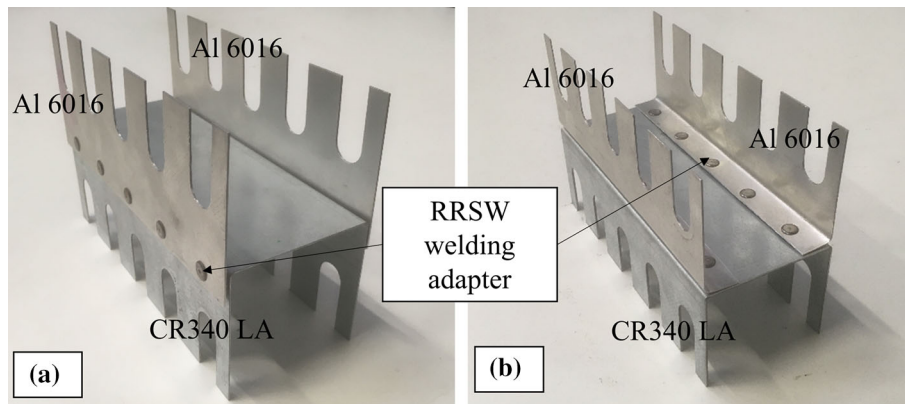 Al 6016
Al 6016
CR340 LA
(a)
RRSW
welding
adapter
Al 6016
Al 6016
CR340 LA
(b)